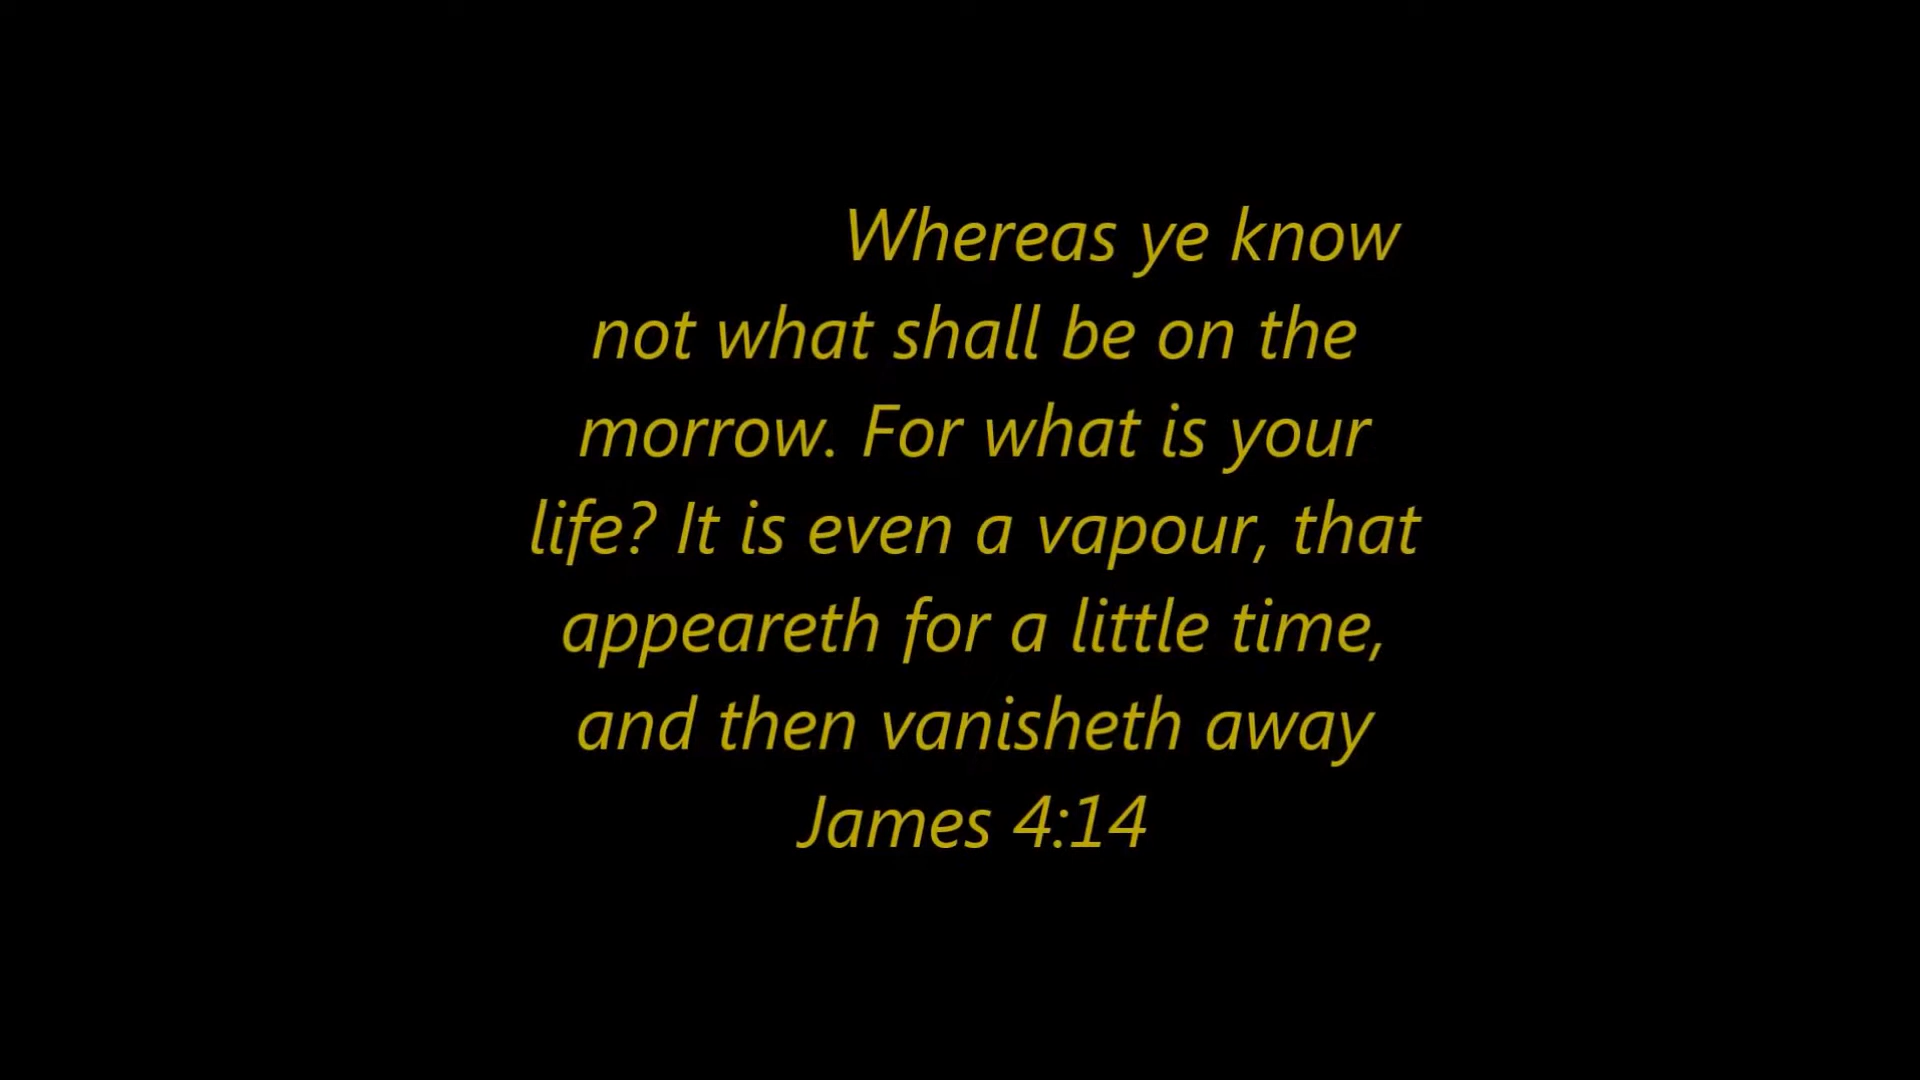 Whereas ye know
not what shall be on the
morrow. For what is your
life? It is even a vapour, that
appeareth for a little time,
and then vanisheth away
James 4:14